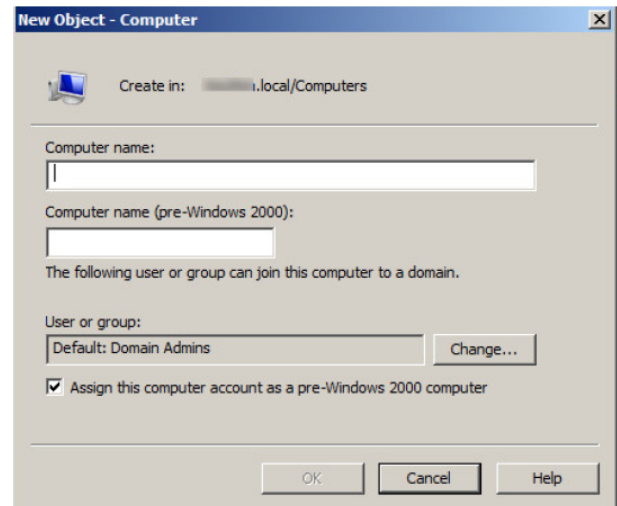 New Object - Computer
Create in: .local/Computers
Computer name:
Computer name (pre-Windows 2000):
The following user or group can join this computer to a domain.
User or group:
Default: Domain Admins
Change...
Assign this computer account as a pre-Windows 2000 computer
OK
Cancel
Help